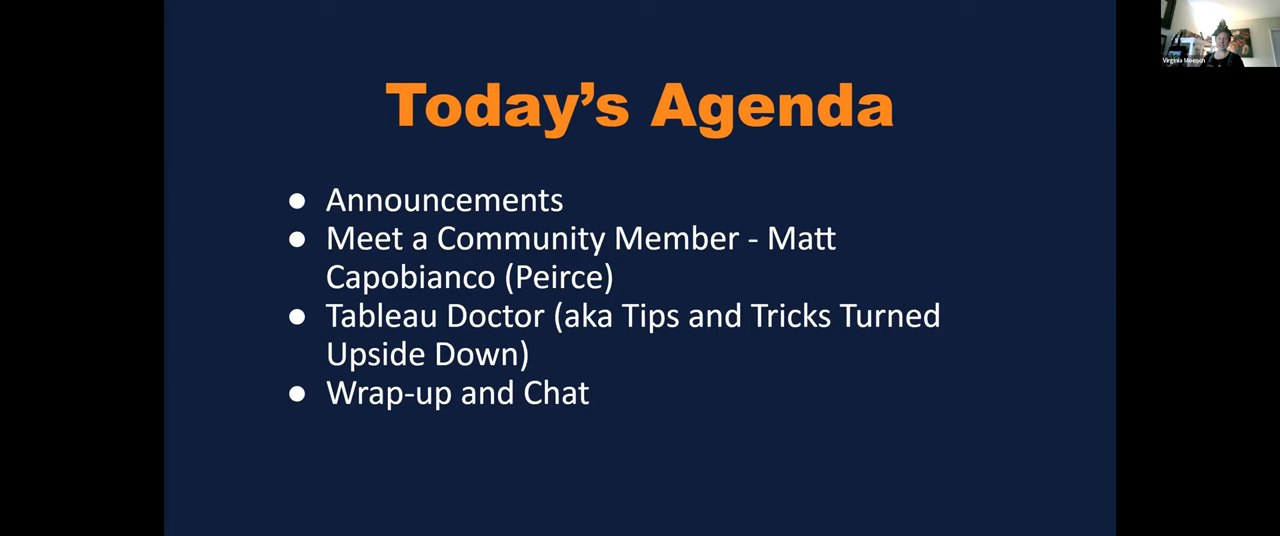 Today’s Agenda
● Announcements
● Meet a Community Member - Matt
Capobianco (Peirce)
● Tableau Doctor (aka Tips and Tricks Turned
Upside Down)
● Wrap-up and Chat
Virginia Moench